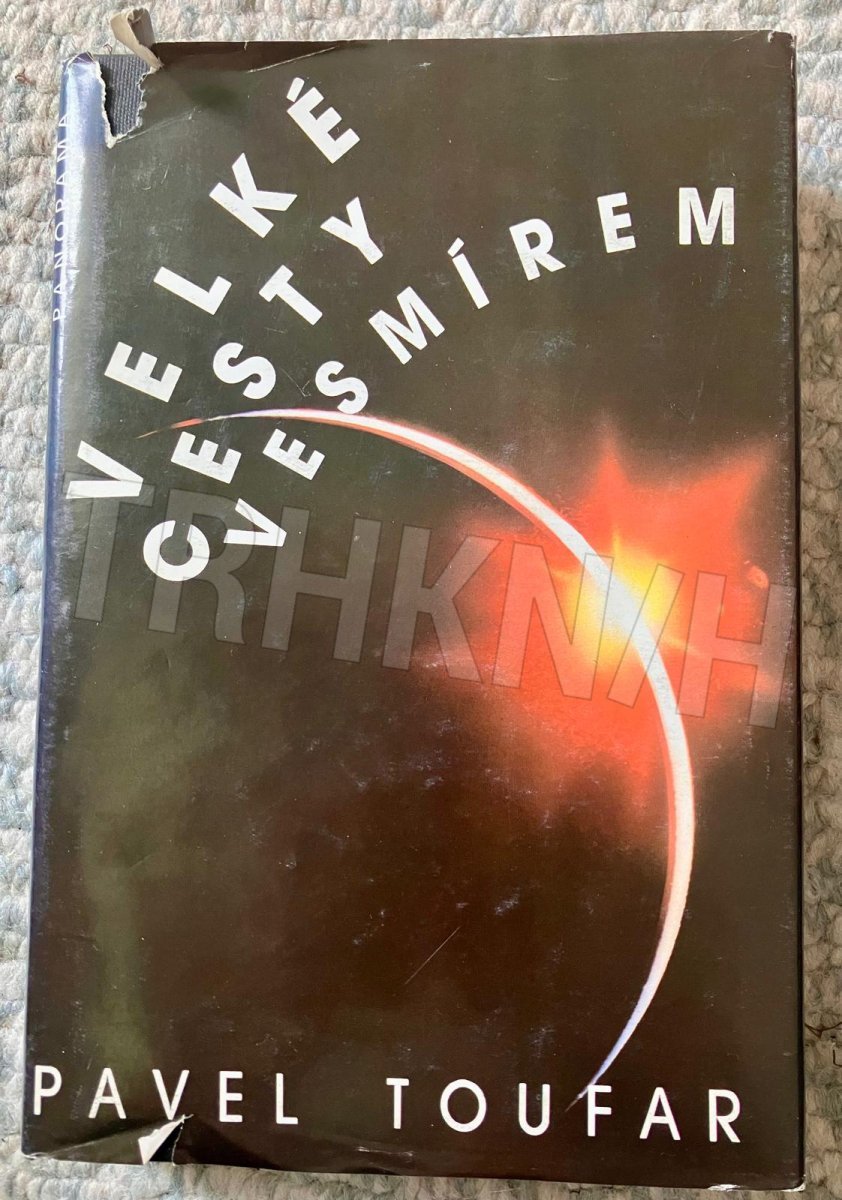 VELKÉ
CESTY
VESMÍREM
PANORAMA
TRHKNIH
PAVEL TOUFAR